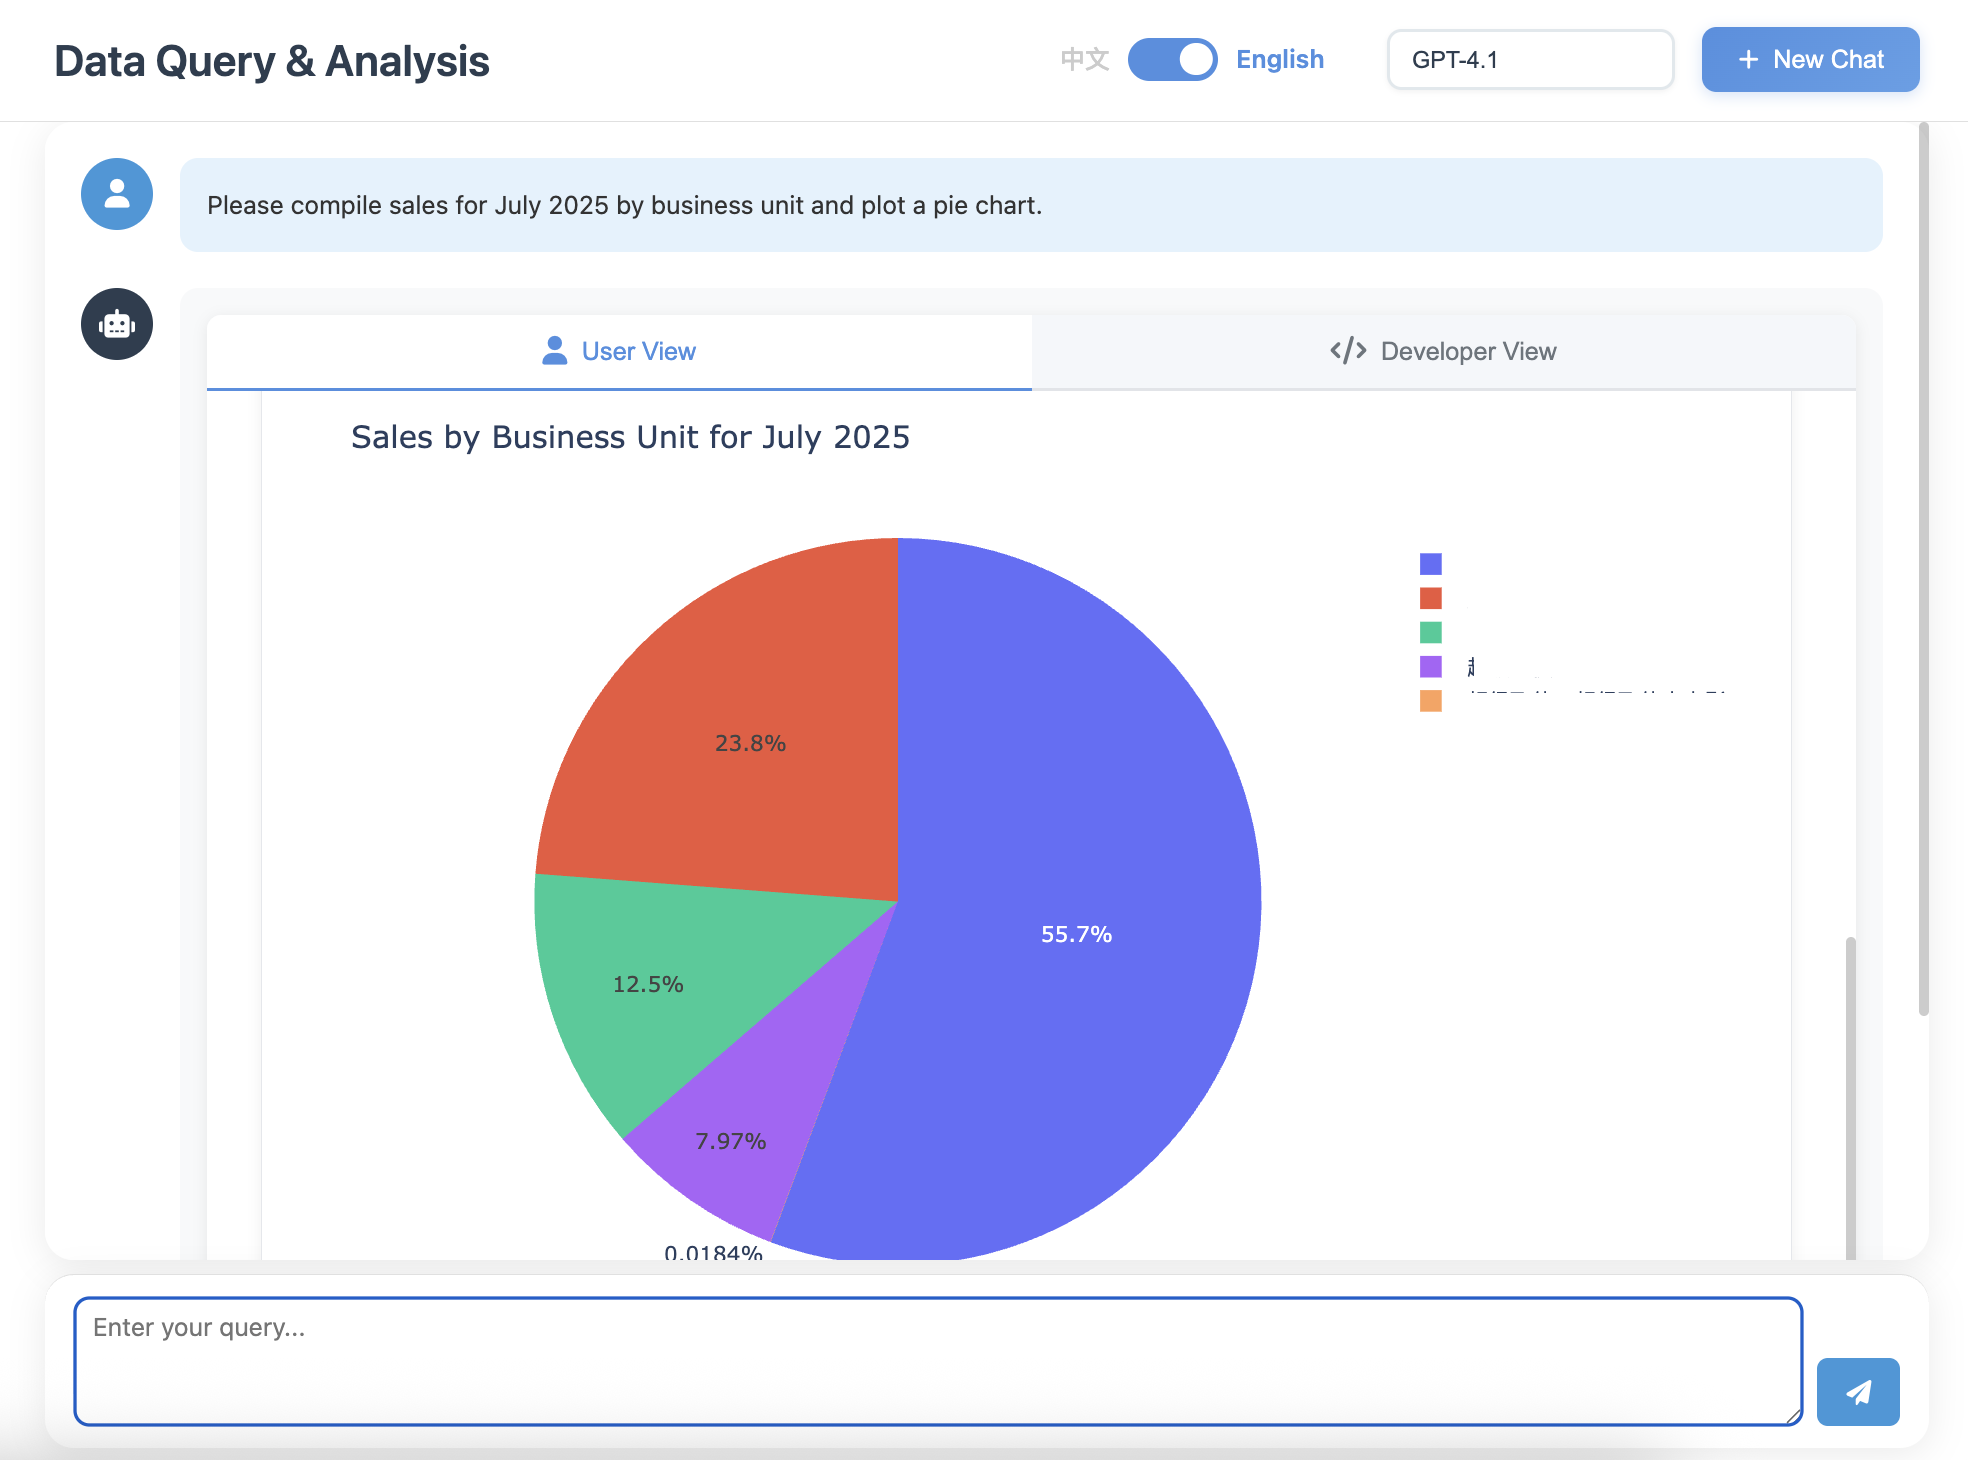 Data Query & Analysis
中文 English
GPT-4.1
+ New Chat
Please compile sales for July 2025 by business unit and plot a pie chart.
User View
</> Developer View
Sales by Business Unit for July 2025
23.8%
55.7%
12.5%
7.97%
0.0184%
Enter your query...